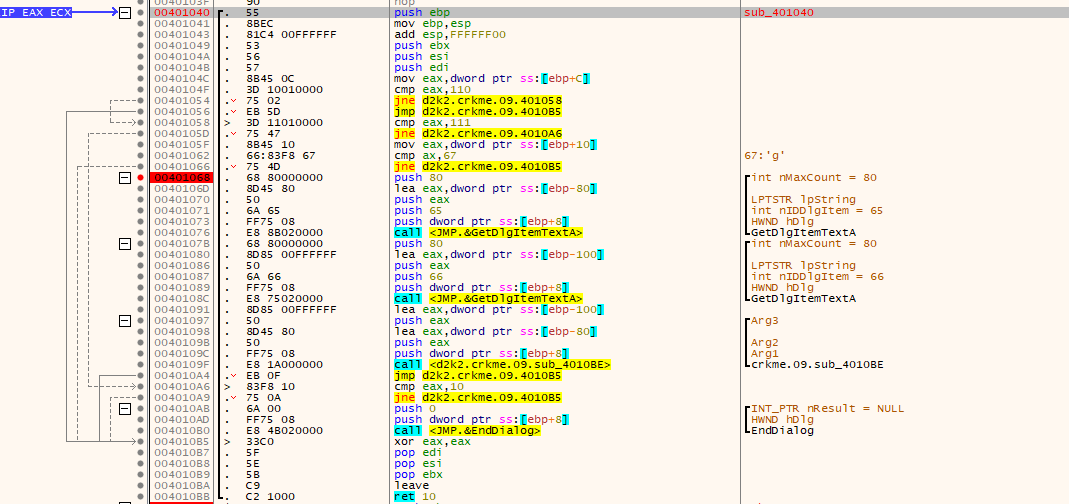 0040103F 90 nop
IP EAX ECX 00401040 . 55 push ebp sub_401040
00401041 . 8BEC mov ebp,esp
00401043 . 81C4 00FFFFFF add esp,FFFFFF00
00401049 . 53 push ebx
0040104A . 56 push esi
0040104B . 57 push edi
0040104C . 8B45 0C mov eax,dword ptr ss:[ebp+C]
0040104F . 3D 10010000 cmp eax,110
00401054 . 75 02 jne d2k2.crkme.09.401058
00401056 . EB 5D jmp d2k2.crkme.09.4010B5
00401058 > 3D 11010000 cmp eax,111
0040105D . 75 47 jne d2k2.crkme.09.4010A6
0040105F . 8B45 10 mov eax,dword ptr ss:[ebp+10]
00401062 . 66:83F8 67 cmp ax,67 67:'g'
00401066 . 75 4D jne d2k2.crkme.09.4010B5
00401068 . 68 80000000 push 80 int nMaxCount = 80
0040106D . 8D45 80 lea eax,dword ptr ss:[ebp-80]
00401070 . 50 push eax LPTSTR lpString
00401071 . 6A 65 push 65 int nIDDlgItem = 65
00401073 . FF75 08 push dword ptr ss:[ebp+8] HWND hDlg
00401076 . E8 8B020000 call <JMP.&GetDlgItemTextA> GetDlgItemTextA
0040107B . 68 80000000 push 80 int nMaxCount = 80
00401080 . 8D85 00FFFFFF lea eax,dword ptr ss:[ebp-100]
00401086 . 50 push eax LPTSTR lpString
00401087 . 6A 66 push 66 int nIDDlgItem = 66
00401089 . FF75 08 push dword ptr ss:[ebp+8] HWND hDlg
0040108C . E8 75020000 call <JMP.&GetDlgItemTextA> GetDlgItemTextA
00401091 . 8D85 00FFFFFF lea eax,dword ptr ss:[ebp-100]
00401097 . 50 push eax Arg3
00401098 . 8D45 80 lea eax,dword ptr ss:[ebp-80]
0040109B . 50 push eax Arg2
0040109C . FF75 08 push dword ptr ss:[ebp+8] Arg1
0040109F . E8 1A000000 call <d2k2.crkme.09.sub_4010BE> crkme.09.sub_4010BE
004010A4 . EB 0F jmp d2k2.crkme.09.4010B5
004010A6 > 83F8 10 cmp eax,10
004010A9 . 75 0A jne d2k2.crkme.09.4010B5
004010AB . 6A 00 push 0 INT_PTR nResult = NULL
004010AD . FF75 08 push dword ptr ss:[ebp+8] HWND hDlg
004010B0 . E8 4B020000 call <JMP.&EndDialog> EndDialog
004010B5 > 33C0 xor eax,eax
004010B7 . 5F pop edi
004010B8 . 5E pop esi
004010B9 . 5B pop ebx
004010BA . C9 leave
004010BB . C2 1000 ret 10